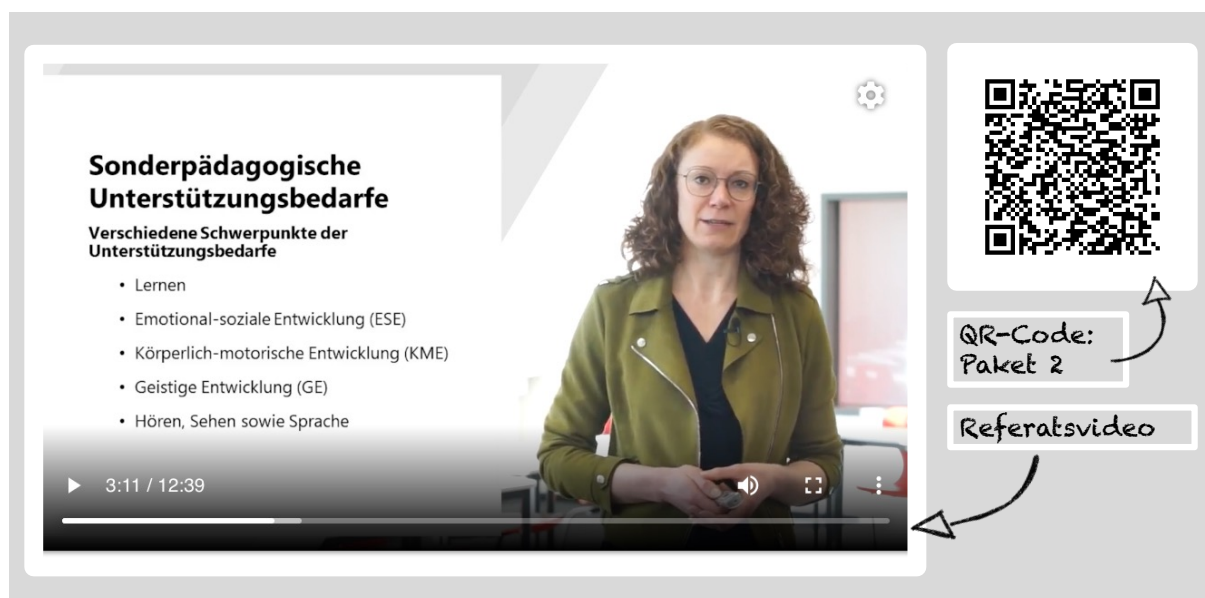 Sonderpädagogische
Unterstützungsbedarfe
Verschiedene Schwerpunkte der
Unterstützungsbedarfe
• Lernen
• Emotional-soziale Entwicklung (ESE)
• Körperlich-motorische Entwicklung (KME)
• Geistige Entwicklung (GE)
• Hören, Sehen sowie Sprache
3:11 / 12:39
QR-Code:
Paket 2
Referatsvideo